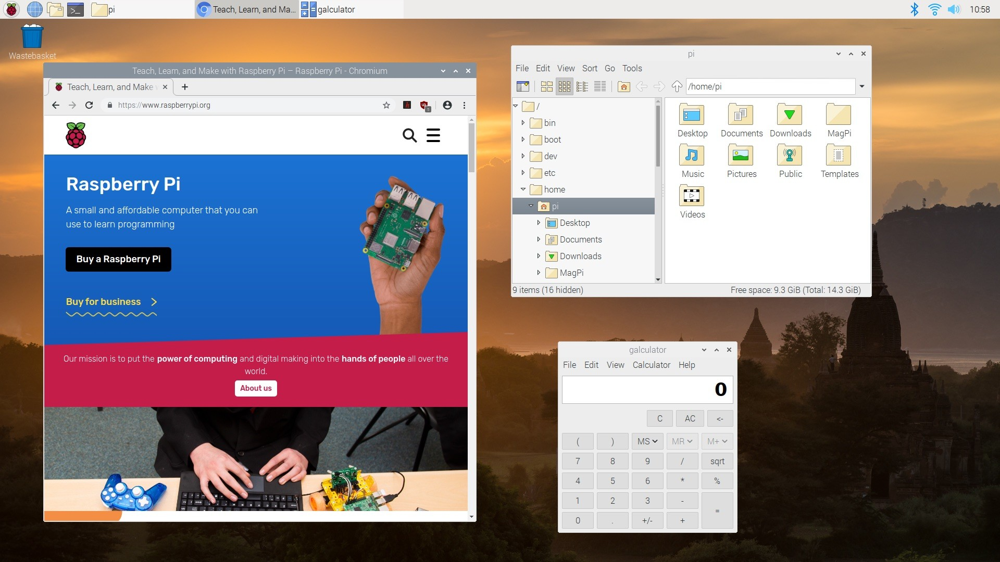 pi
Teach, Learn, and Ma...
galculator
10:58
Wastebasket
Teach, Learn, and Make with Raspberry Pi – Raspberry Pi - Chromium
Teach, Learn, and Make
https://www.raspberrypi.org
5
Raspberry Pi
A small and affordable computer that you can
use to learn programming
Buy a Raspberry Pi
Buy for business
Our mission is to put the power of computing and digital making into the hands of people all over the
world.
About us
pi
File Edit View Sort Go Tools
/home/pi
/
bin
boot
dev
etc
home
pi
Desktop
Documents
Downloads
MagPi
Desktop Documents Downloads MagPi
Music Pictures Public Templates
Videos
9 items (16 hidden)
Free space: 9.3 GiB (Total: 14.3 GiB)
galculator
File Edit View Calculator Help
0
C AC <-
( ) MS MR M+
7 8 9 / sqrt
4 5 6 * %
1 2 3 -
=
0 . +/- +